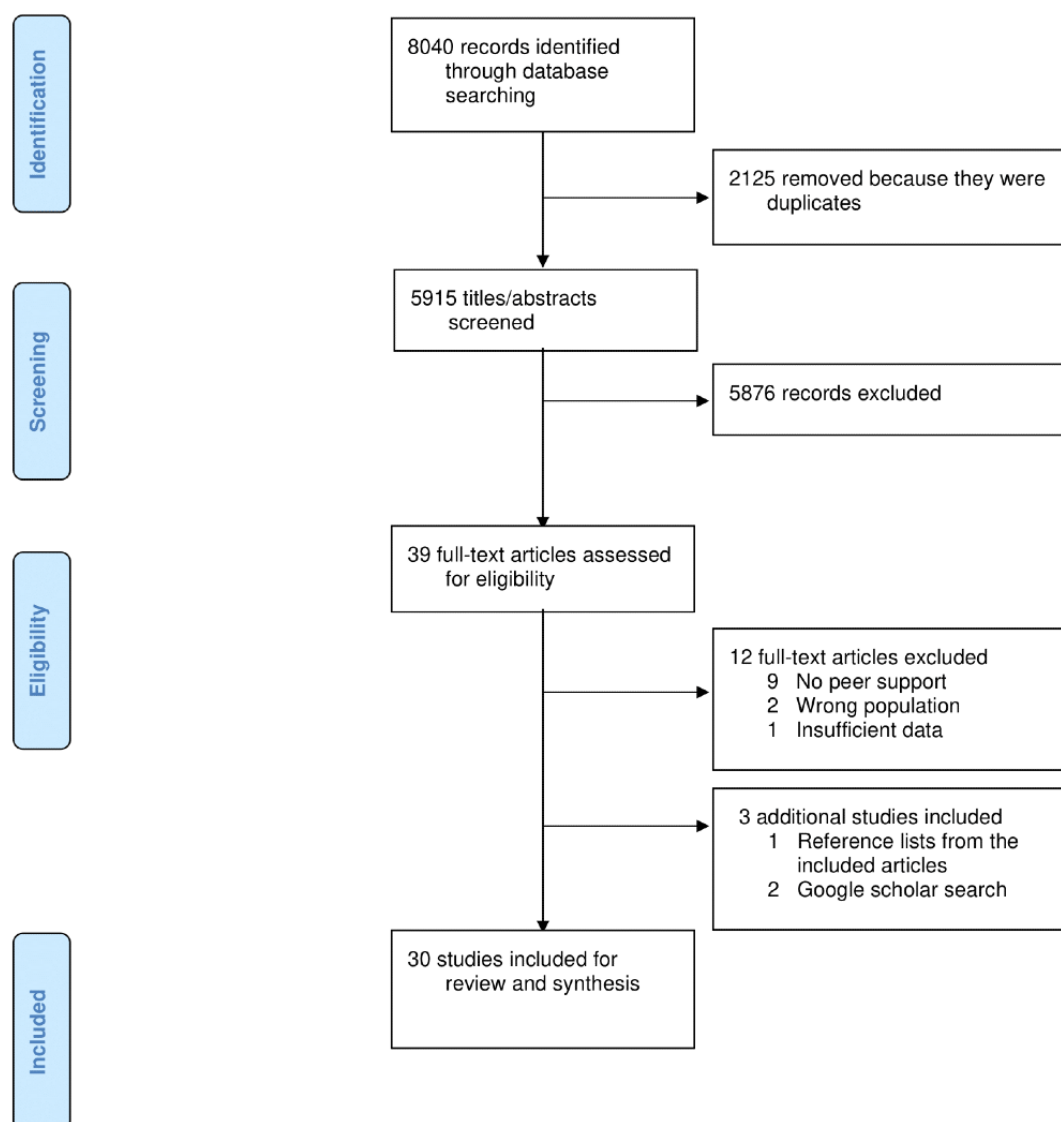 Identification
8040 records identified
through database
searching
2125 removed because they were
duplicates
Screening
5915 titles/abstracts
screened
5876 records excluded
Eligibility
39 full-text articles assessed
for eligibility
12 full-text articles excluded
9 No peer support
2 Wrong population
1 Insufficient data
3 additional studies included
1 Reference lists from the
included articles
2 Google scholar search
Included
30 studies included for
review and synthesis